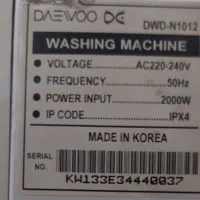 DAEWOO DE
DWD-N1012
WASHING MACHINE
• VOLTAGE AC220-240V
• FREQUENCY 50Hz
• POWER INPUT 2000W
• IP CODE IPX4
MADE IN KOREA
SERIAL NO. KW133E34440037